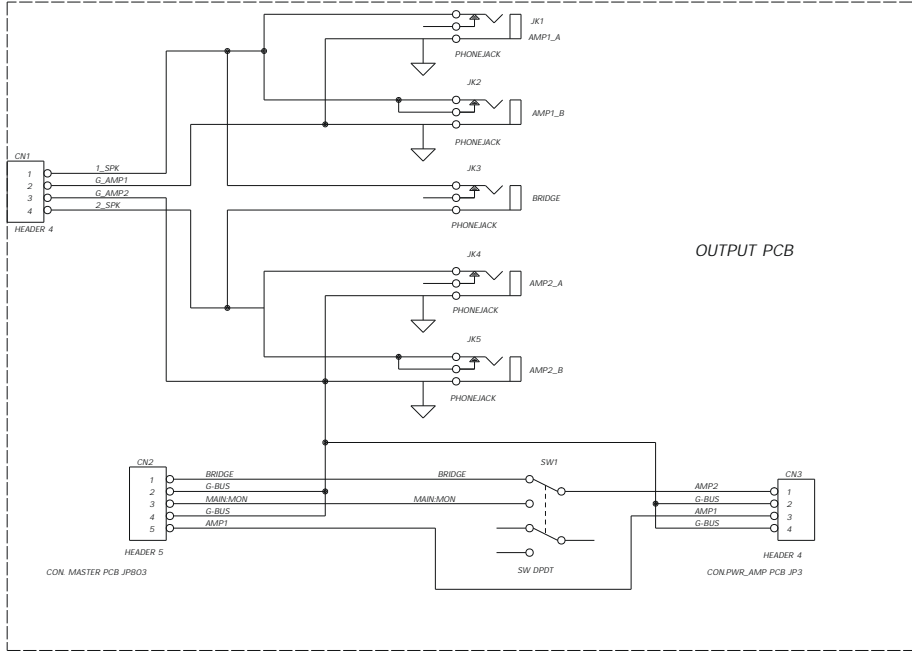 JK1
AMP1_A
PHONEJACK
JK2
AMP1_B
PHONEJACK
CN1
1 1_SPK
2 G_AMP1
3 G_AMP2
4 2_SPK
HEADER 4
JK3
BRIDGE
PHONEJACK
OUTPUT PCB
JK4
AMP2_A
PHONEJACK
JK5
AMP2_B
PHONEJACK
CN2
1 BRIDGE
2 G-BUS
3 MAIN:MON
4 G-BUS
5 AMP1
HEADER 5
CON. MASTER PCB JP803
BRIDGE
MAIN:MON
SW1
SW DPDT
CN3
AMP2 1
G-BUS 2
AMP1 3
G-BUS 4
HEADER 4
CON.PWR_AMP PCB JP3